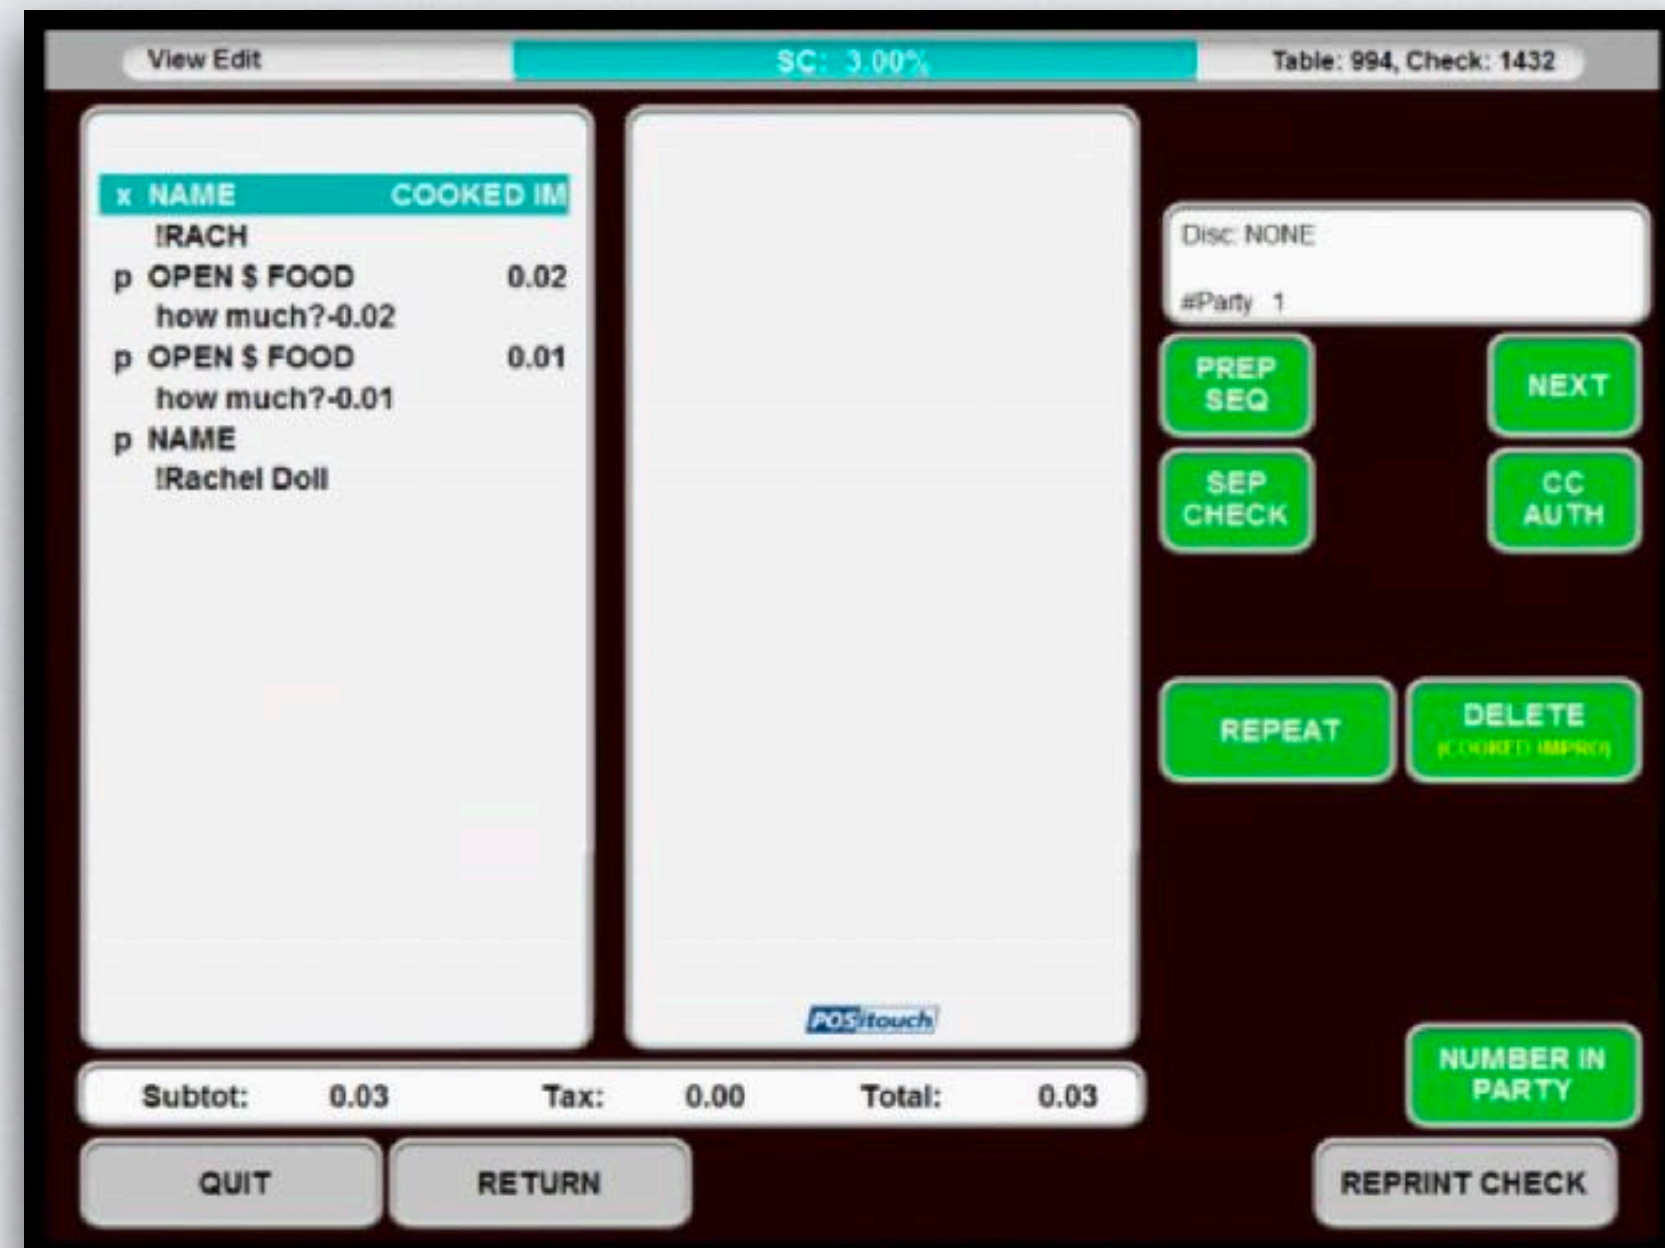 View Edit
SC: 3.00%
Table: 994, Check: 1432
x NAME COOKED IM
!RACH
p OPEN $ FOOD 0.02
how much?-0.02
p OPEN $ FOOD 0.01
how much?-0.01
p NAME
!Rachel Doll
POSitouch
Disc: NONE
#Party 1
PREP
SEQ
NEXT
SEP
CHECK
CC
AUTH
REPEAT
DELETE
(COOKED IMPRO)
NUMBER IN
PARTY
Subtot: 0.03 Tax: 0.00 Total: 0.03
QUIT
RETURN
REPRINT CHECK